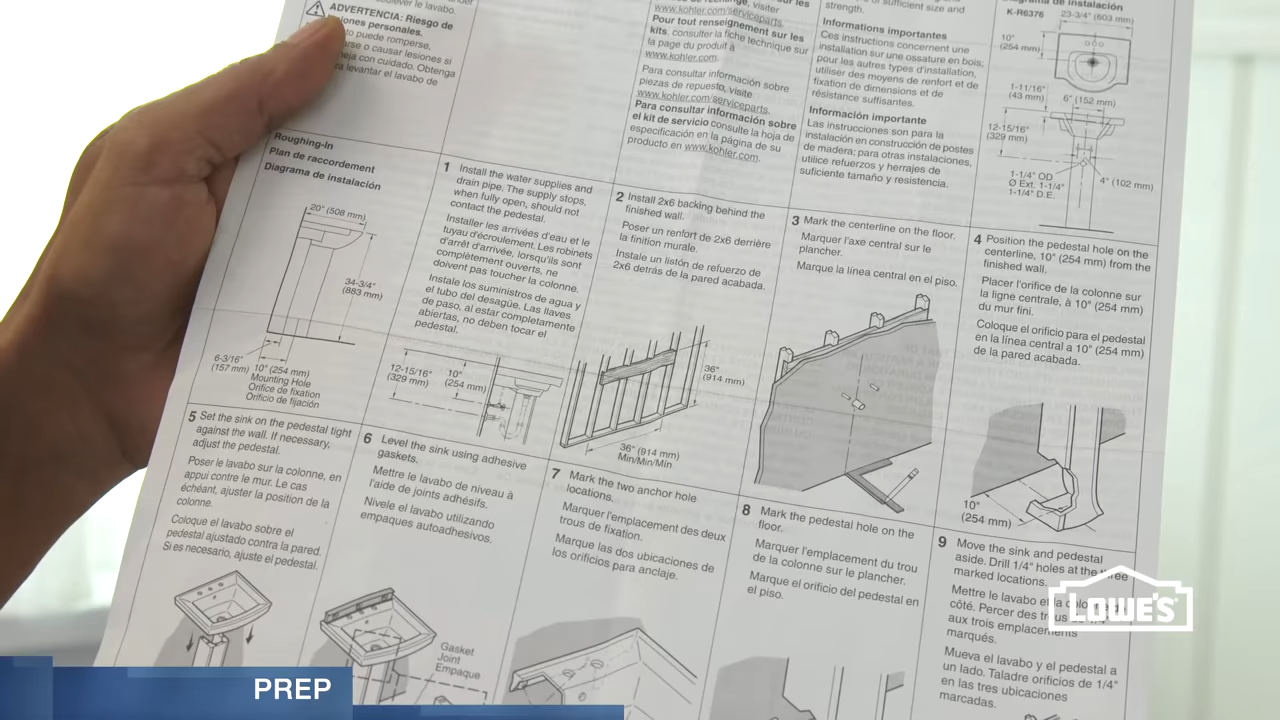 ADVERTENCIA: Riesgo de
iones personales.
to puede romperse,
arse o causar lesiones si
neja con cuidado. Obtenga
ra levantar el lavabo de
www.kohler.com/serviceparts.
Pour tout renseignement sur les
kits, consulter la fiche technique sur
la page du produit à
www.kohler.com.
Para consultar información sobre
piezas de repuesto, visite
www.kohler.com/serviceparts.
Para consultar información sobre
el kit de servicio consulte la hoja de
especificación en la página de su
producto en www.kohler.com.
strength.
Informations importantes
Ces instructions concernent une
installation sur une ossature en bois;
pour les autres types d'installation,
utiliser des moyens de renfort et de
fixation de dimensions et de
résistance suffisantes.
Información importante
Las instrucciones son para la
instalación en construcción de postes
de madera; para otras instalaciones,
utilice refuerzos y herrajes de
suficiente tamaño y resistencia.
Diagrama de instalación
K-R6376
23-3/4" (603 mm)
10"
(254 mm)
1-11/16"
(43 mm)
6" (152 mm)
12-15/16"
(329 mm)
1-1/4" OD
Ø Ext. 1-1/4"
1-1/4" D.E.
4" (102 mm)
Roughing-In
Plan de raccordement
Diagrama de instalación
20" (508 mm)
34-3/4"
(883 mm)
6-3/16"
(157 mm)
10" (254 mm)
Mounting Hole
Orifice de fixation
Orificio de fijación
1 Install the water supplies and
drain pipe. The supply stops,
when fully open, should not
contact the pedestal.
Installer les arrivées d'eau et le
tuyau d'écoulement. Les robinets
d'arrêt d'arrivée, lorsqu'ils sont
complètement ouverts, ne
doivent pas toucher la colonne.
Instale los suministros de agua y
el tubo del desagüe. Las llaves
de paso, al estar completamente
abiertas, no deben tocar el
pedestal.
12-15/16"
(329 mm)
10"
(254 mm)
2 Install 2x6 backing behind the
finished wall.
Poser un renfort de 2x6 derrière
la finition murale.
Instale un listón de refuerzo de
2x6 detrás de la pared acabada.
36"
(914 mm)
36" (914 mm)
Min/Min/Min
3 Mark the centerline on the floor.
Marquer l'axe central sur le
plancher.
Marque la línea central en el piso.
4 Position the pedestal hole on the
centerline, 10" (254 mm) from the
finished wall.
Placer l'orifice de la colonne sur
la ligne centrale, à 10" (254 mm)
du mur fini.
Coloque el orificio para el pedestal
en la línea central a 10" (254 mm)
de la pared acabada.
10"
(254 mm)
5 Set the sink on the pedestal tight
against the wall. If necessary,
adjust the pedestal.
Poser le lavabo sur la colonne, en
appui contre le mur. Le cas
échéant, ajuster la position de la
colonne.
Coloque el lavabo sobre el
pedestal ajustado contra la pared.
Si es necesario, ajuste el pedestal.
6 Level the sink using adhesive
gaskets.
Mettre le lavabo de niveau à
l'aide de joints adhésifs.
Nivele el lavabo utilizando
empaques autoadhesivos.
Gasket
Joint
Empaque
7 Mark the two anchor hole
locations.
Marquer l'emplacement des deux
trous de fixation.
Marque las dos ubicaciones de
los orificios para anclaje.
8 Mark the pedestal hole on the
floor.
Marquer l'emplacement du trou
de la colonne sur le plancher.
Marque el orificio del pedestal en
el piso.
9 Move the sink and pedestal
aside. Drill 1/4" holes at the three
marked locations.
Mettre le lavabo et la colonne
côté. Percer des trous
aux trois emplacements
marqués.
Mueva el lavabo y el pedestal a
un lado. Taladre orificios de 1/4"
en las tres ubicaciones
marcadas.
LOWE'S
PREP